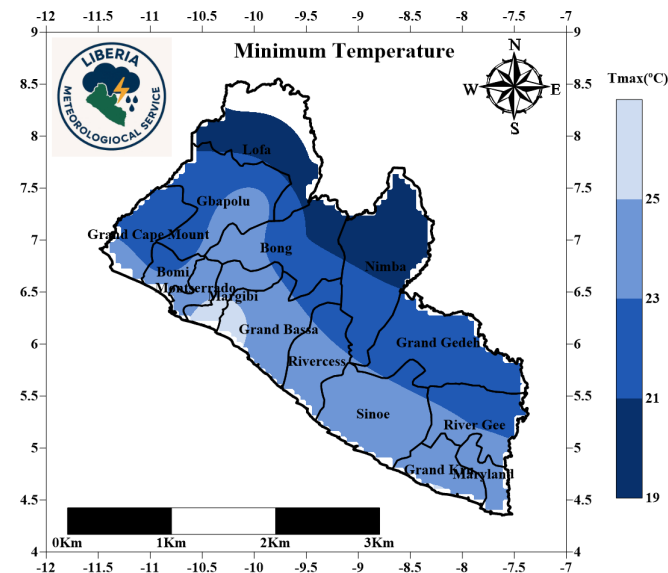 -12 -11.5 -11 -10.5 -10 -9.5 -9 -8.5 -8 -7.5 -7
Minimum Temperature
LIBERIA
METEOROLOGIOCAL SERVICE
N
W E
S
Tmax(ºC)
25
23
21
19
9
8.5
8
7.5
7
6.5
6
5.5
5
4.5
4
9
8.5
8
7.5
7
6.5
6
5.5
5
4.5
4
Lofa
Gbapolu
Grand Cape Mount
Bong
Nimba
Bomi
Montserrado
Margibi
Grand Bassa
Grand Gedeh
Rivercess
Sinoe
River Gee
Grand Kru
Maryland
0Km 1Km 2Km 3Km
-12 -11.5 -11 -10.5 -10 -9.5 -9 -8.5 -8 -7.5 -7